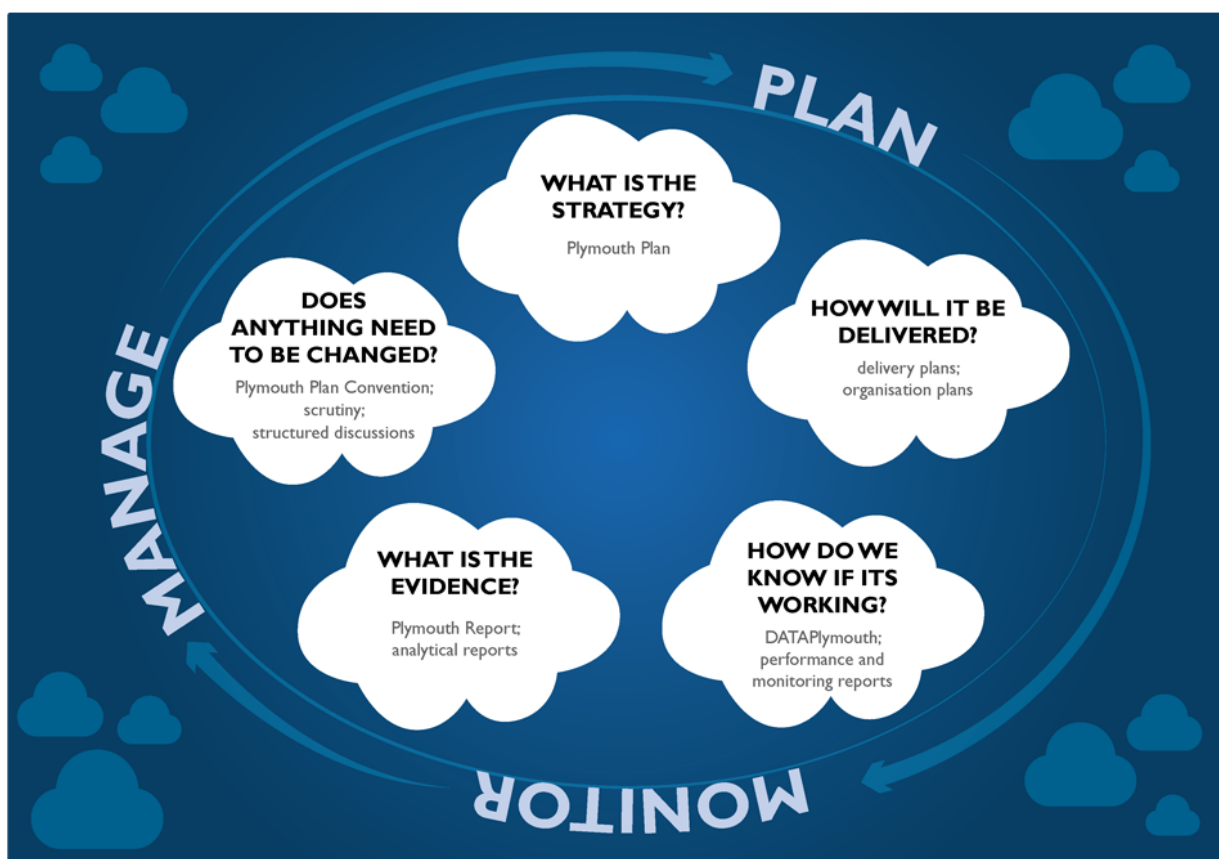 PLAN
WHAT IS THE
STRATEGY?
Plymouth Plan
HOW WILL IT BE
DELIVERED?
delivery plans;
organisation plans
HOW DO WE
KNOW IF ITS
WORKING?
DATAPlymouth;
performance and
monitoring reports
MONITOR
WHAT IS THE
EVIDENCE?
Plymouth Report;
analytical reports
MANAGE
DOES
ANYTHING NEED
TO BE CHANGED?
Plymouth Plan Convention;
scrutiny;
structured discussions